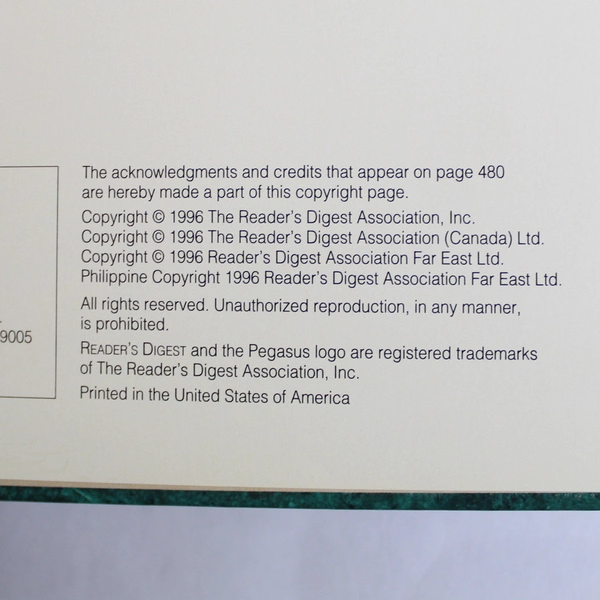 The acknowledgments and credits that appear on page 480
are hereby made a part of this copyright page.
Copyright © 1996 The Reader's Digest Association, Inc.
Copyright © 1996 The Reader's Digest Association (Canada) Ltd.
Copyright © 1996 Reader's Digest Association Far East Ltd.
Philippine Copyright 1996 Reader's Digest Association Far East Ltd.
All rights reserved. Unauthorized reproduction, in any manner,
is prohibited.
9005
READER'S DIGEST and the Pegasus logo are registered trademarks
of The Reader's Digest Association, Inc.
Printed in the United States of America